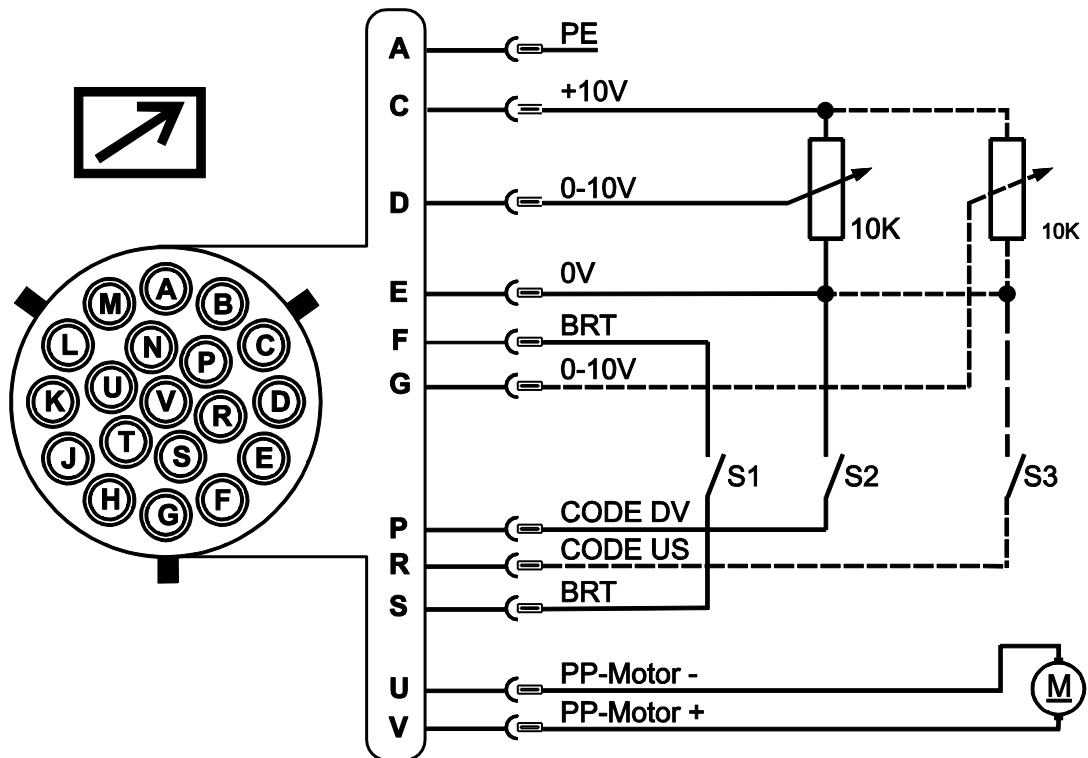 A PE
C +10V
D 0-10V
10K
10K
E 0V
F BRT
G 0-10V
S1 S2 S3
P CODE DV
R CODE US
S BRT
U PP-Motor -
V PP-Motor +
M
A
M B
L N P C
K U V R D
J T S E
H G F